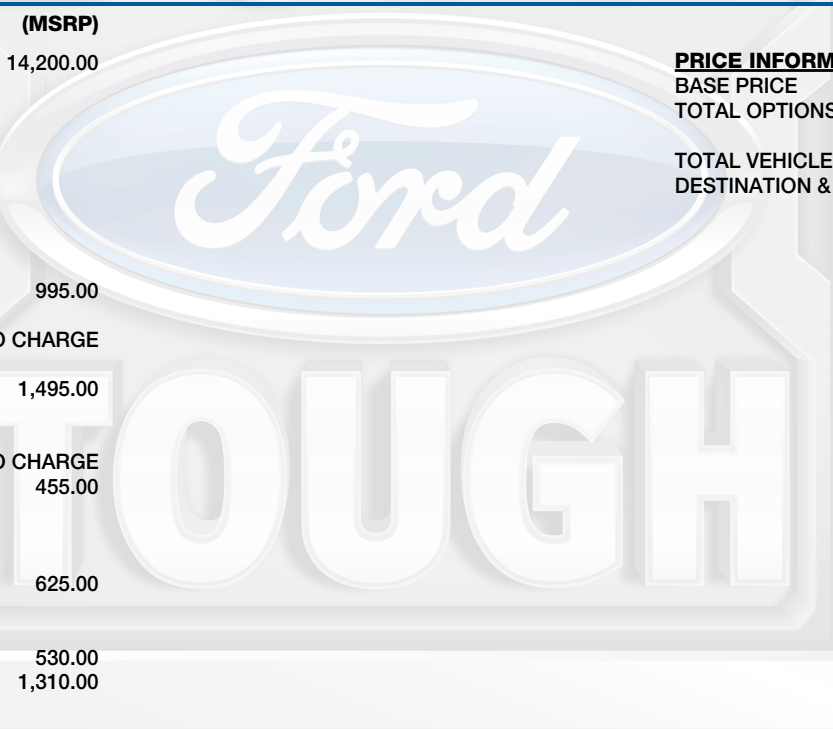 (MSRP)
14,200.00
995.00
O CHARGE
1,495.00
O CHARGE
455.00
625.00
530.00
1,310.00
PRICE INFORM
BASE PRICE
TOTAL OPTIONS
TOTAL VEHICLE
DESTINATION &
Ford
TOUGH